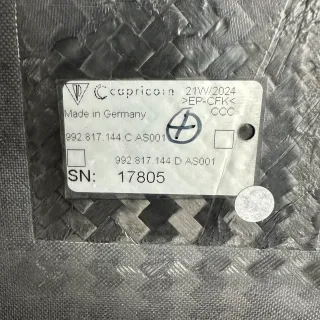 capricorn 21W/2024
>EP-CFK<
Made in Germany CCC
992 817 144 C AS001
992 817 144 D AS001
SN: 17805